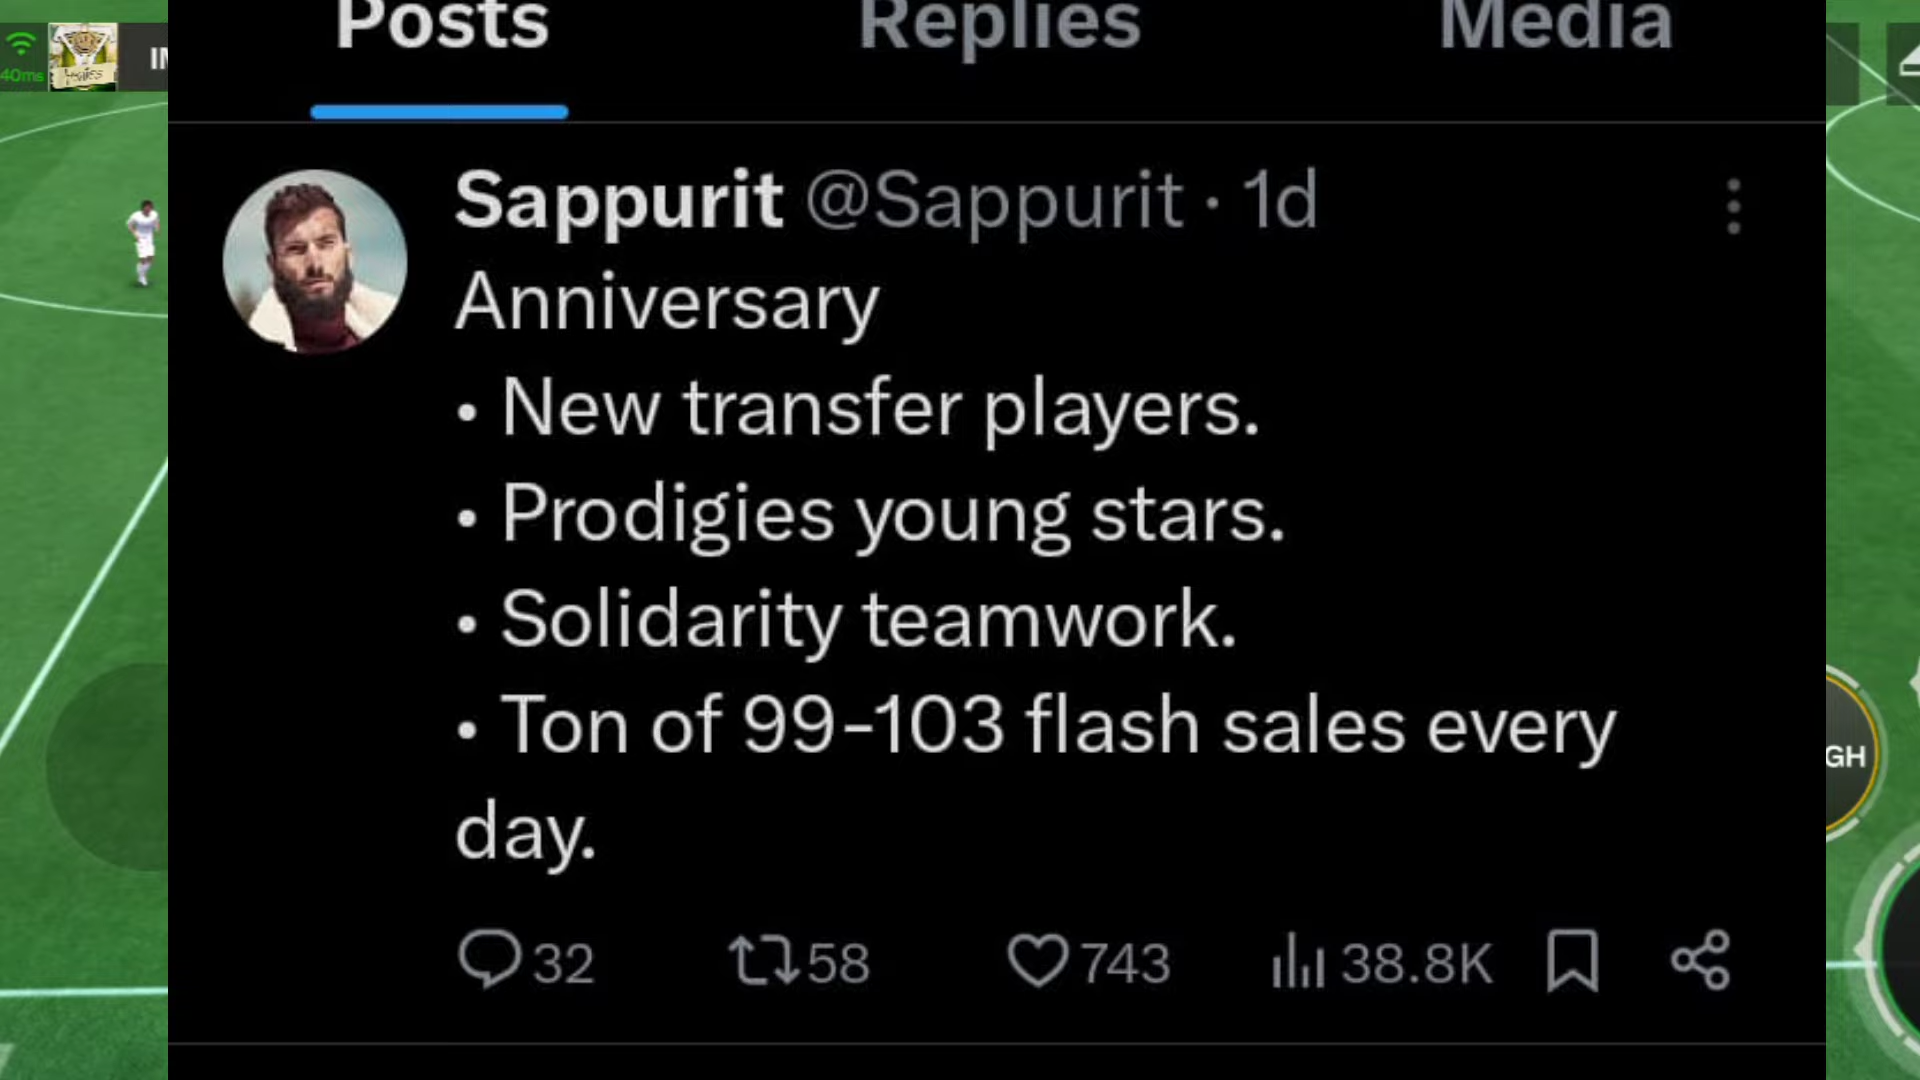 Posts Replies Media
40ms
Sappurit @Sappurit · 1d
Anniversary
• New transfer players.
• Prodigies young stars.
• Solidarity teamwork.
• Ton of 99-103 flash sales every
day.
GH
32 58 743 38.8K